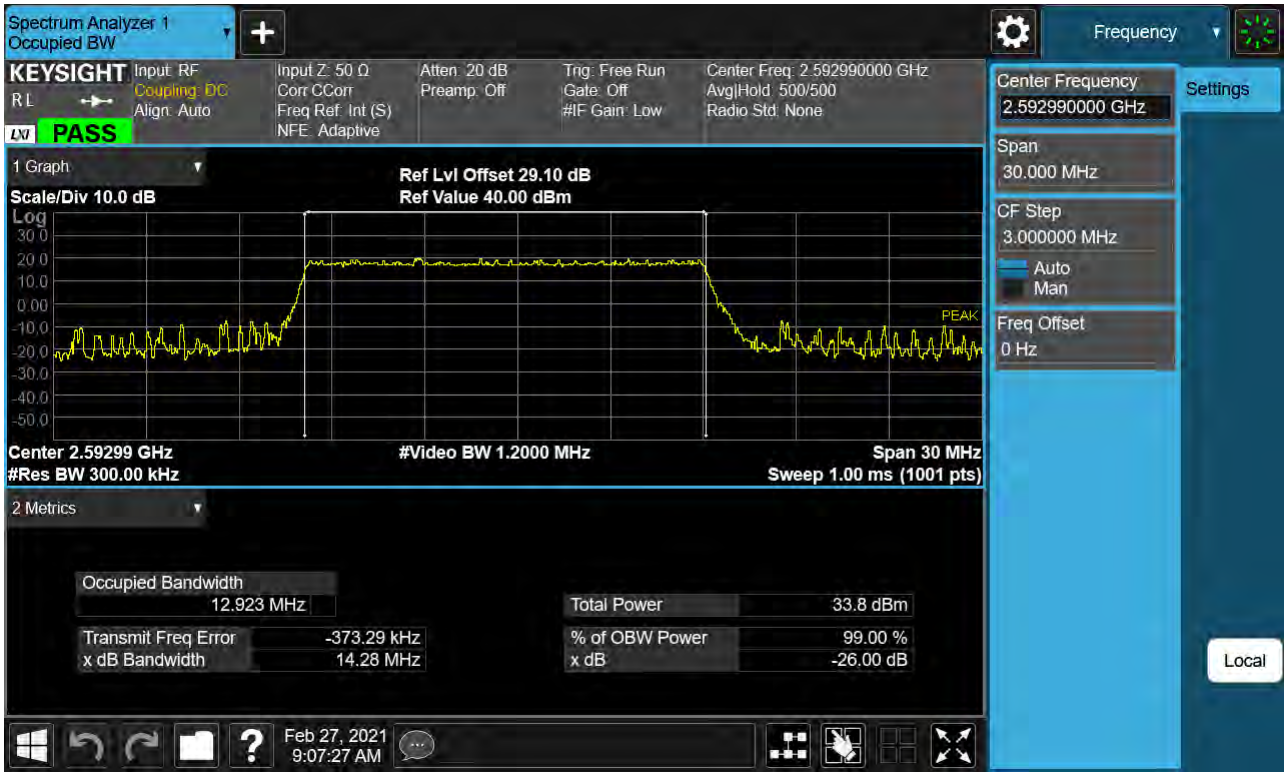 Spectrum Analyzer 1
Occupied BW
Frequency
KEYSIGHT
RL
LXI
PASS
Input: RF
Coupling: DC
Align: Auto
Input Z: 50 Ω
Corr CCorr
Freq Ref: Int (S)
NFE: Adaptive
Atten: 20 dB
Preamp: Off
Trig: Free Run
Gate: Off
#IF Gain: Low
Center Freq: 2.592990000 GHz
Avg|Hold: 500/500
Radio Std: None
Center Frequency
2.592990000 GHz
Settings
Span
30.000 MHz
CF Step
3.000000 MHz
Auto
Man
Freq Offset
0 Hz
Local
1 Graph
Scale/Div 10.0 dB
Ref Lvl Offset 29.10 dB
Ref Value 40.00 dBm
Log
30.0
20.0
10.0
0.00
-10.0
-20.0
-30.0
-40.0
-50.0
PEAK
Center 2.59299 GHz
#Video BW 1.2000 MHz
Span 30 MHz
#Res BW 300.00 kHz
Sweep 1.00 ms (1001 pts)
2 Metrics
Occupied Bandwidth
12.923 MHz
Total Power 33.8 dBm
Transmit Freq Error -373.29 kHz
% of OBW Power 99.00 %
x dB Bandwidth 14.28 MHz
x dB -26.00 dB
?
Feb 27, 2021
9:07:27 AM